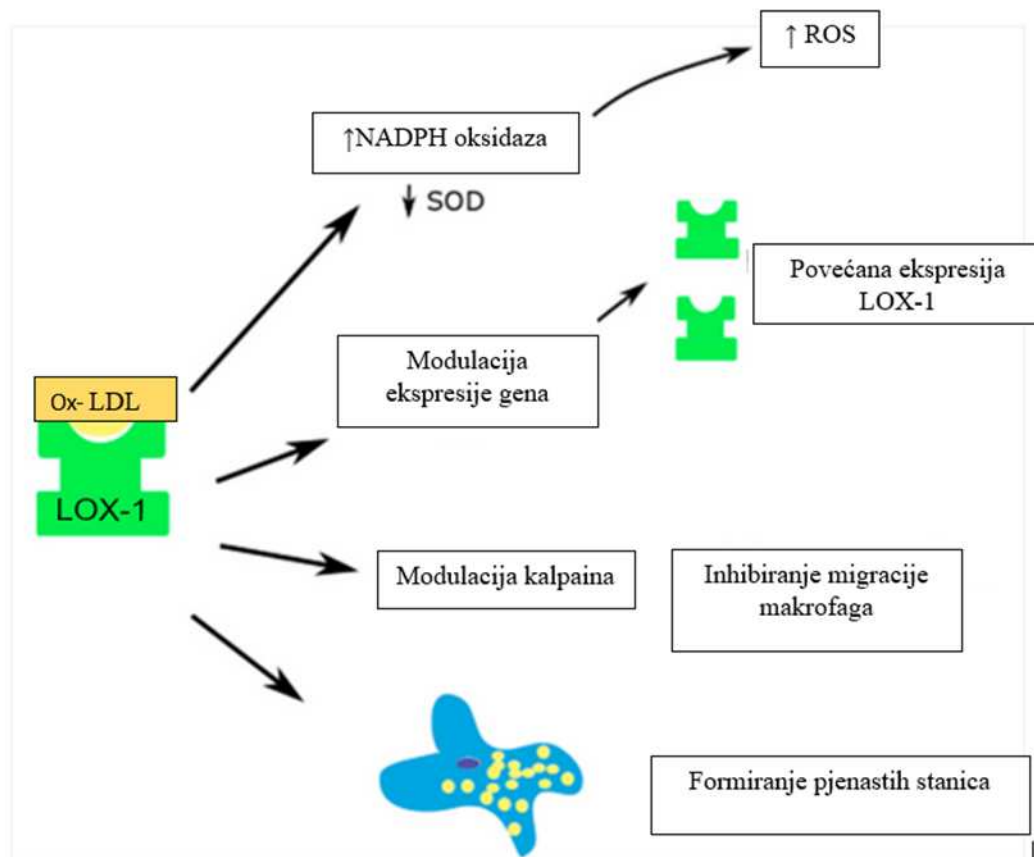 ↑ ROS
↑NADPH oksidaza
↓ SOD
Povećana ekspresija
LOX-1
Modulacija
ekspresije gena
Ox- LDL
LOX-1
Modulacija kalpaina
Inhibiranje migracije
makrofaga
Formiranje pjenastih stanica